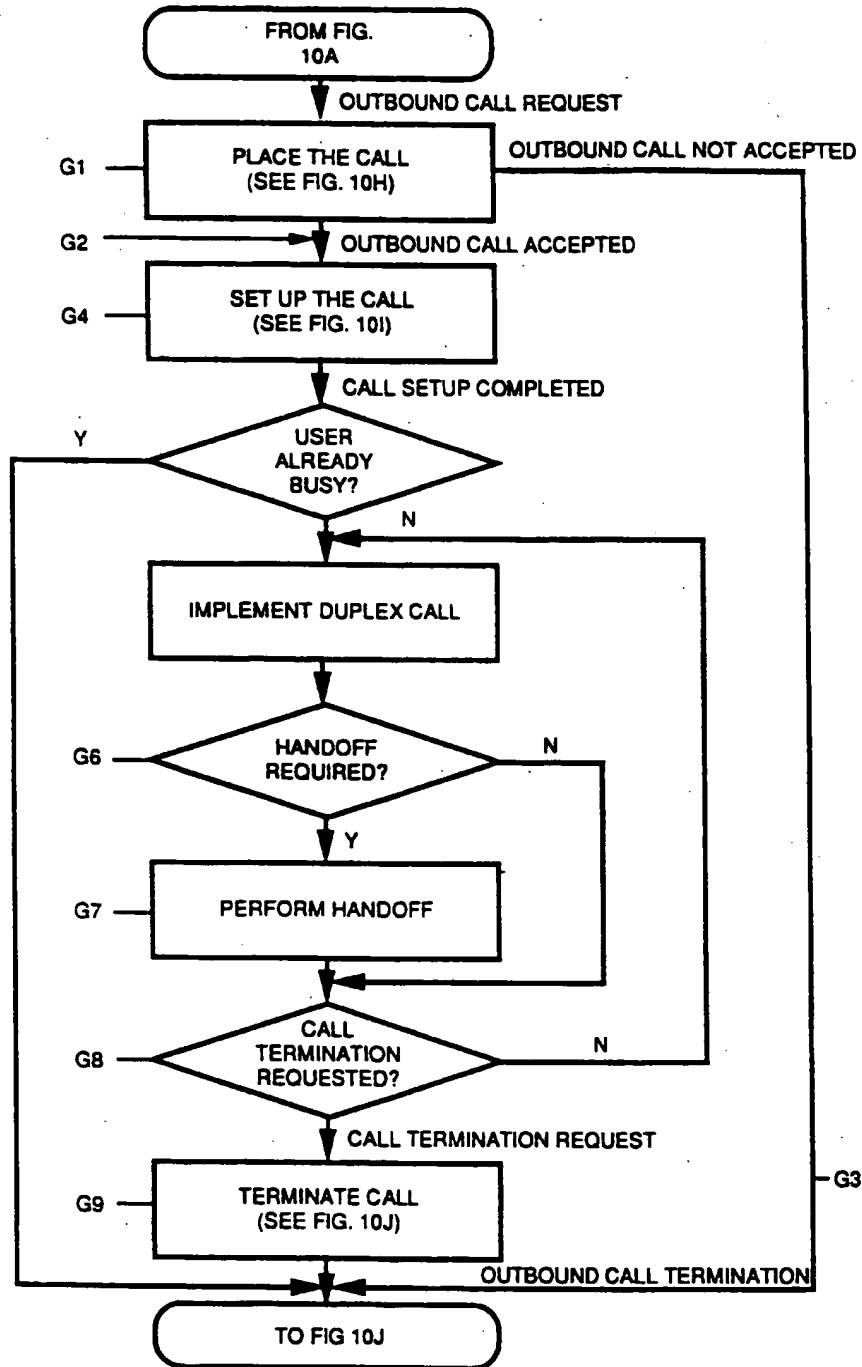 FROM FIG.
10A
OUTBOUND CALL REQUEST
G1
PLACE THE CALL
(SEE FIG. 10H)
OUTBOUND CALL NOT ACCEPTED
G2
OUTBOUND CALL ACCEPTED
G4
SET UP THE CALL
(SEE FIG. 10I)
CALL SETUP COMPLETED
Y
USER
ALREADY
BUSY?
N
IMPLEMENT DUPLEX CALL
G6
HANDOFF
REQUIRED?
N
Y
G7
PERFORM HANDOFF
G8
CALL
TERMINATION
REQUESTED?
N
CALL TERMINATION REQUEST
G9
TERMINATE CALL
(SEE FIG. 10J)
G3
OUTBOUND CALL TERMINATION
TO FIG 10J